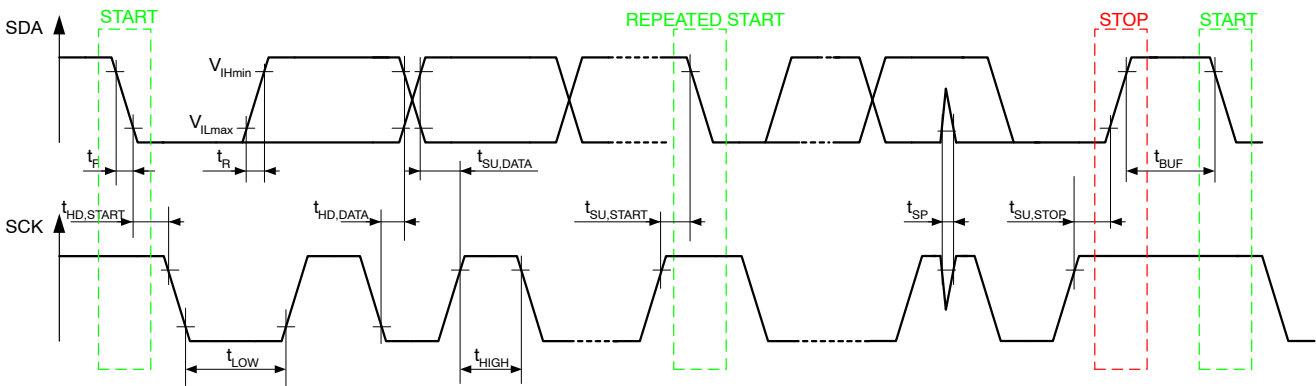 START
REPEATED START
STOP
START
SDA
VIHmin
VILmax
tF
tR
tSU,DATA
tBUF
tHD,START
tHD,DATA
tSU,START
tSP
tSU,STOP
SCK
tLOW
tHIGH